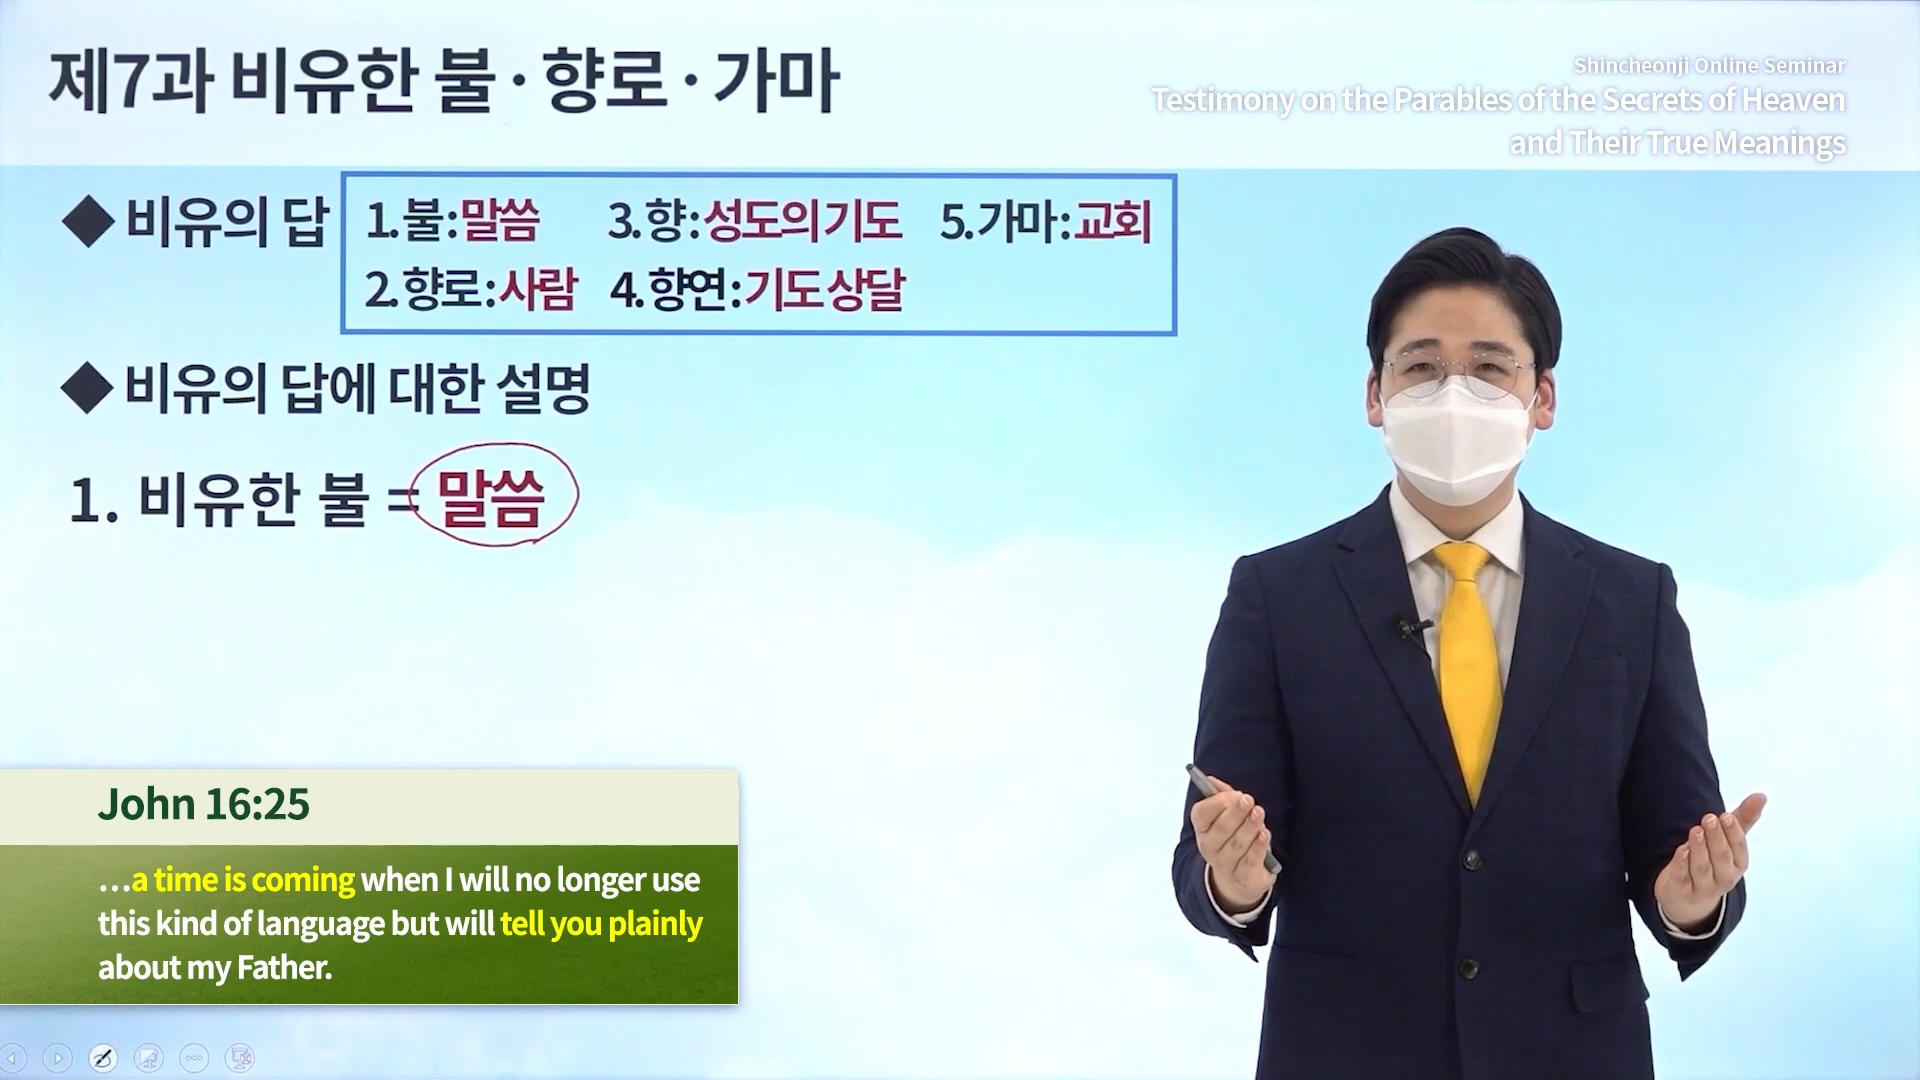 제7과 비유한 불·향로·가마
Shincheonji Online Seminar
Testimony on the Parables of the Secrets of Heaven
and Their True Meanings
◆ 비유의 답
1.불:말씀 3.향:성도의 기도 5.가마:교회
2.향로:사람 4.향연:기도 상달
◆ 비유의 답에 대한 설명
1. 비유한 불 = 말씀
John 16:25
…a time is coming when I will no longer use
this kind of language but will tell you plainly
about my Father.